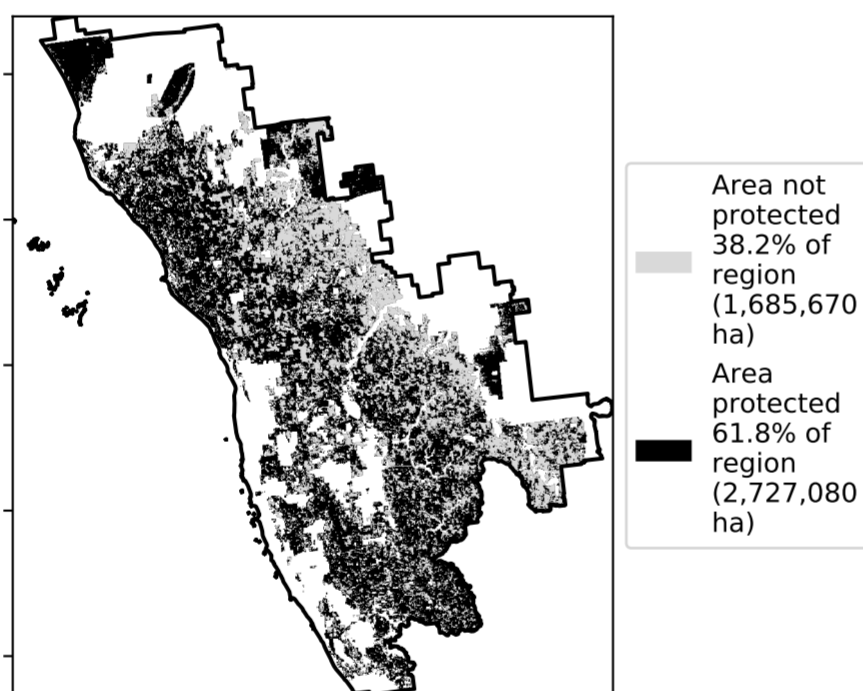 Area not
protected
38.2% of
region
(1,685,670
ha)
Area
protected
61.8% of
region
(2,727,080
ha)